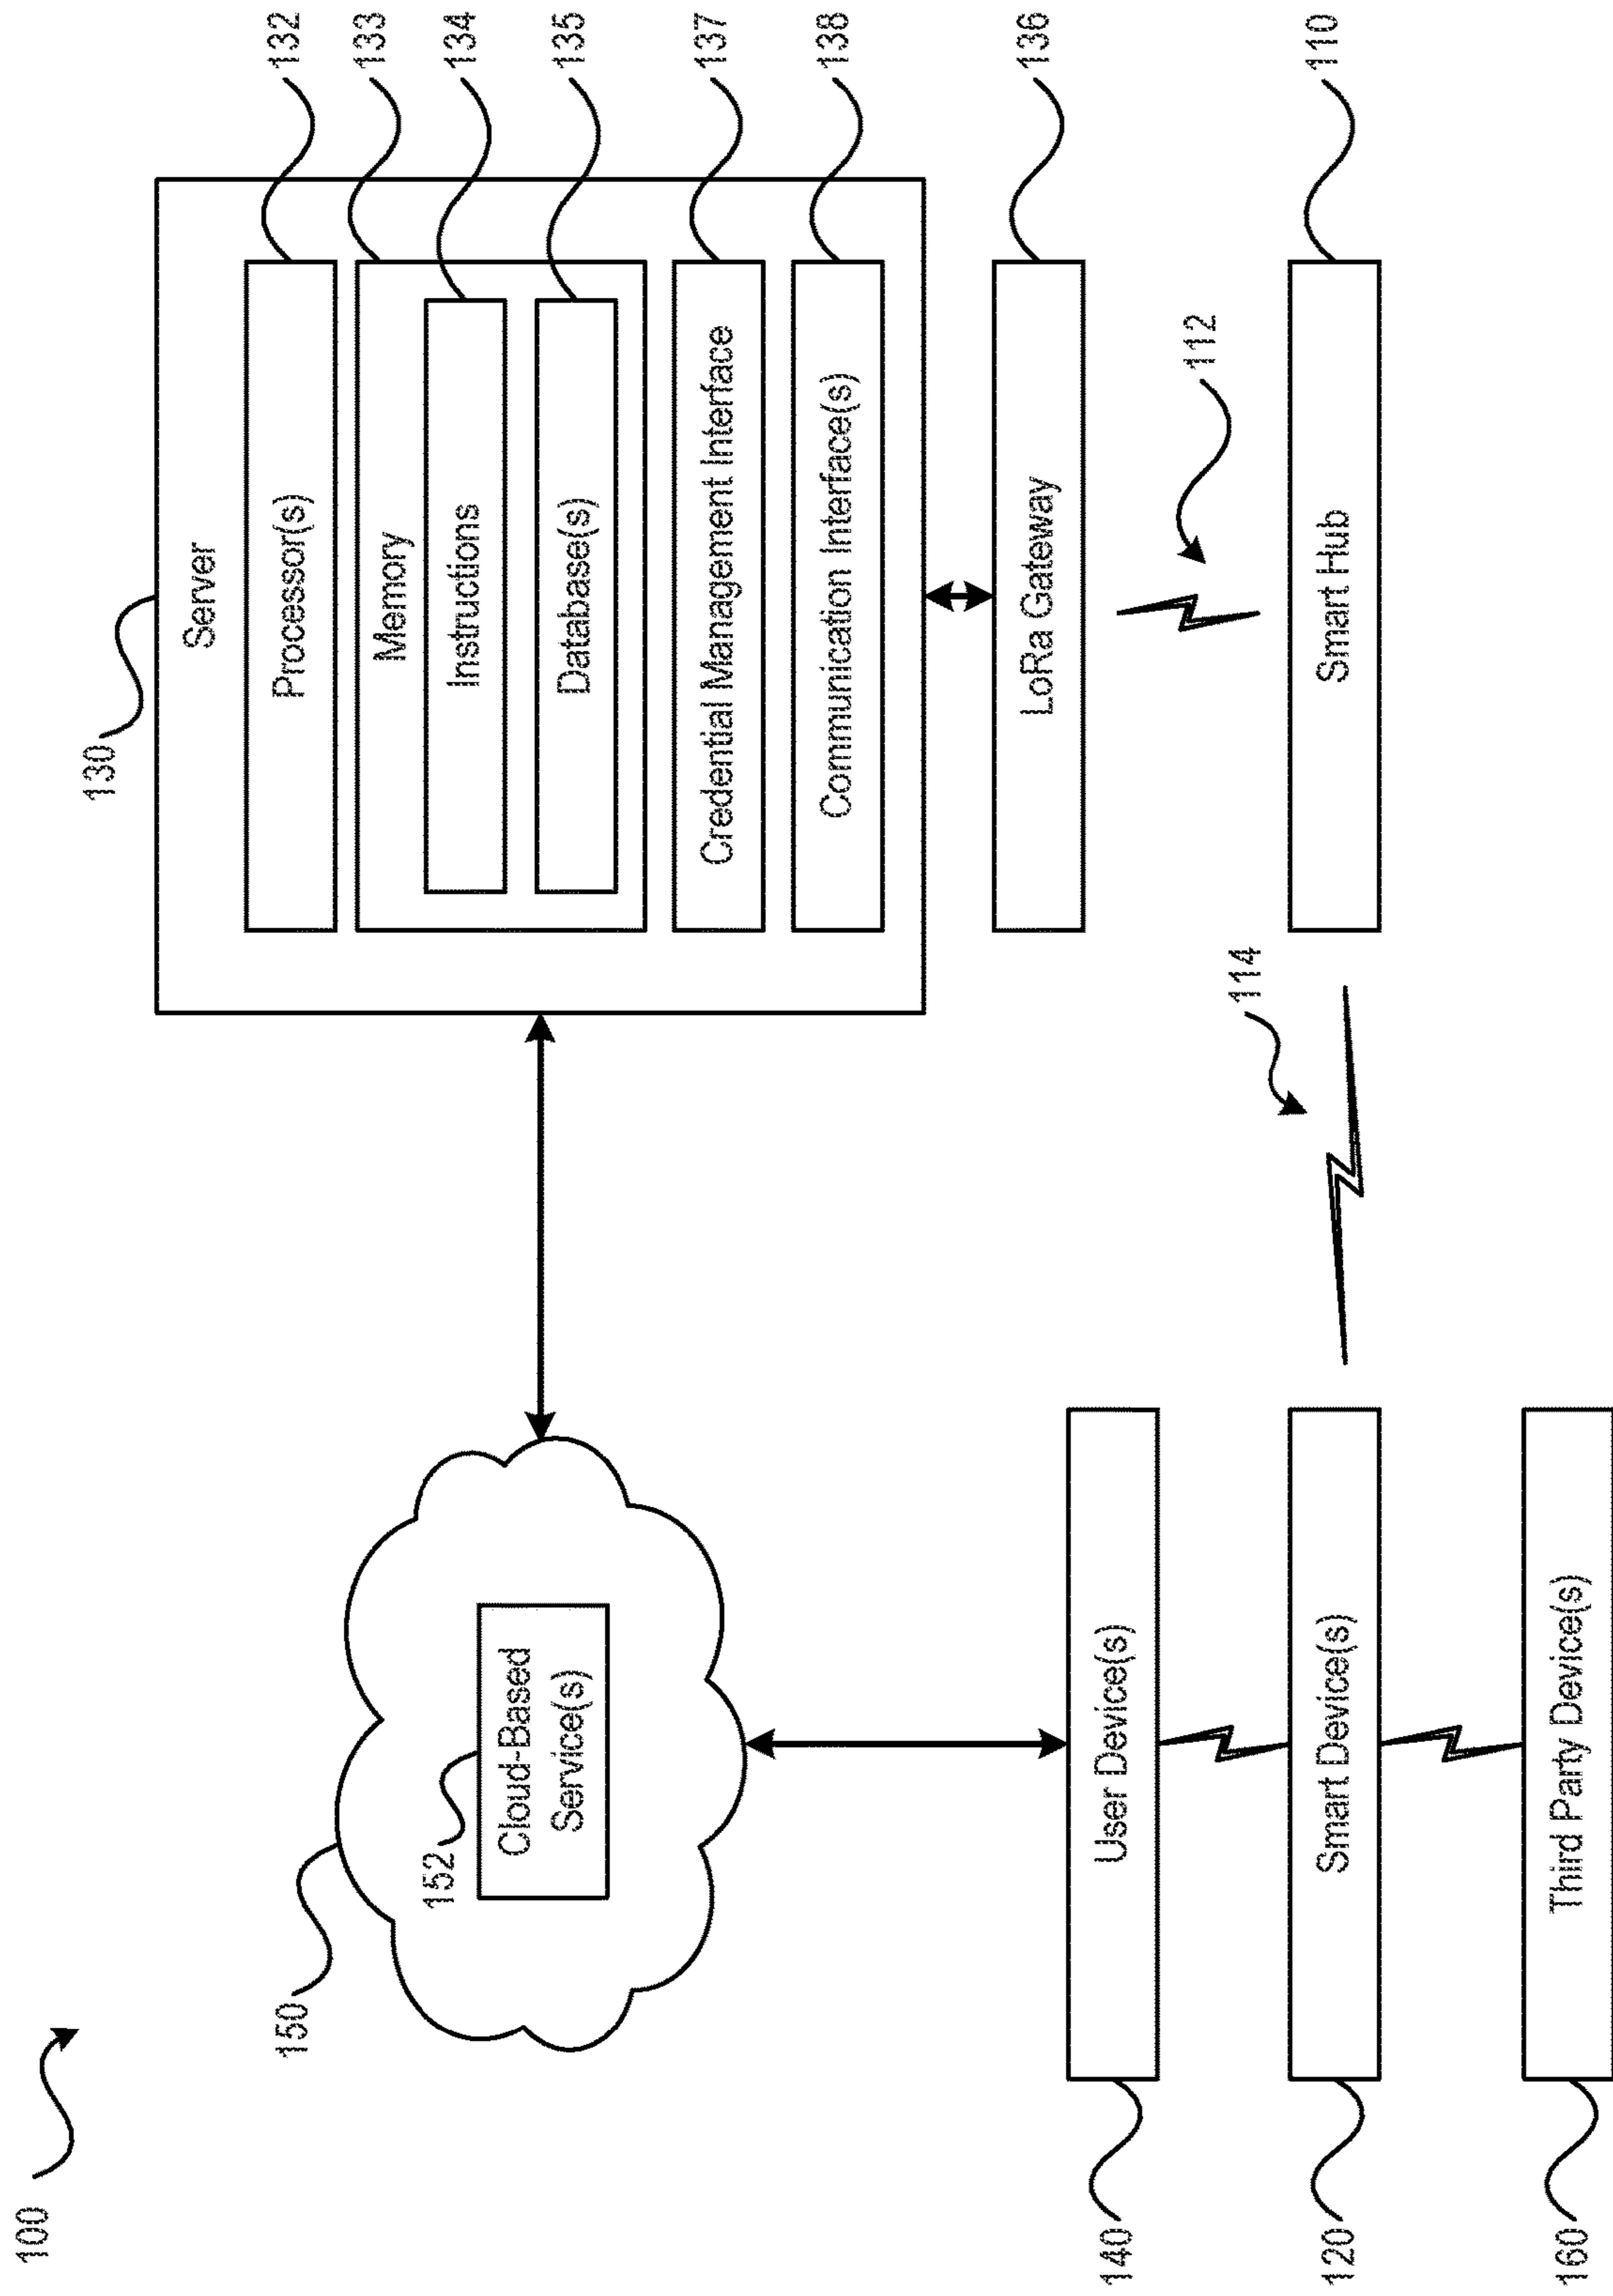 100
130
Server
Processor(s)
132
Memory
133
Instructions
134
Database(s)
135
Credential Management Interface
137
Communication Interface(s)
138
LoRa Gateway
136
112
Smart Hub
110
114
150
152
Cloud-Based
Service(s)
User Device(s)
140
Smart Device(s)
120
Third Party Device(s)
160